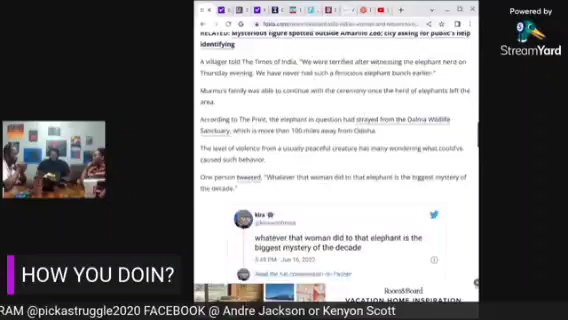 Powered by
StreamYard
RELATED: Mysterious figure spotted outside Amarillo Zoo; city asking for public's help
identifying
A villager told The Times of India, "We were terrified after witnessing the elephant herd on
Thursday evening. We have never had such a ferocious elephant bunch earlier."
Murmu's family was able to continue with the ceremony once the herd of elephants left the
area.
According to The Print, the elephant in question had strayed from the Dalma Wildlife
Sanctuary, which is more than 100 miles away from Odisha.
The level of violence from a usually peaceful creature has many wondering what could've
caused such behavior.
One person tweeted, "Whatever that woman did to that elephant is the biggest mystery of
the decade."
kira
whatever that woman did to that elephant is the
biggest mystery of the decade
Read the full conversation on Twitter
Room&Board
VACATION HOME INSPIRATION
HOW YOU DOIN?
RAM @pickastruggle2020 FACEBOOK @ Andre Jackson or Kenyon Scott